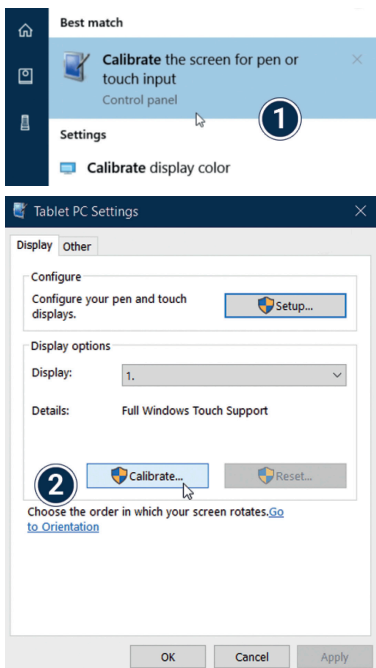 Best match
Calibrate the screen for pen or
touch input
Control panel
1
Settings
Calibrate display color
Tablet PC Settings
Display Other
Configure
Configure your pen and touch
displays.
Setup...
Display options
Display: 1.
Details: Full Windows Touch Support
2
Calibrate... Reset...
Choose the order in which your screen rotates.Go
to Orientation
OK Cancel Apply